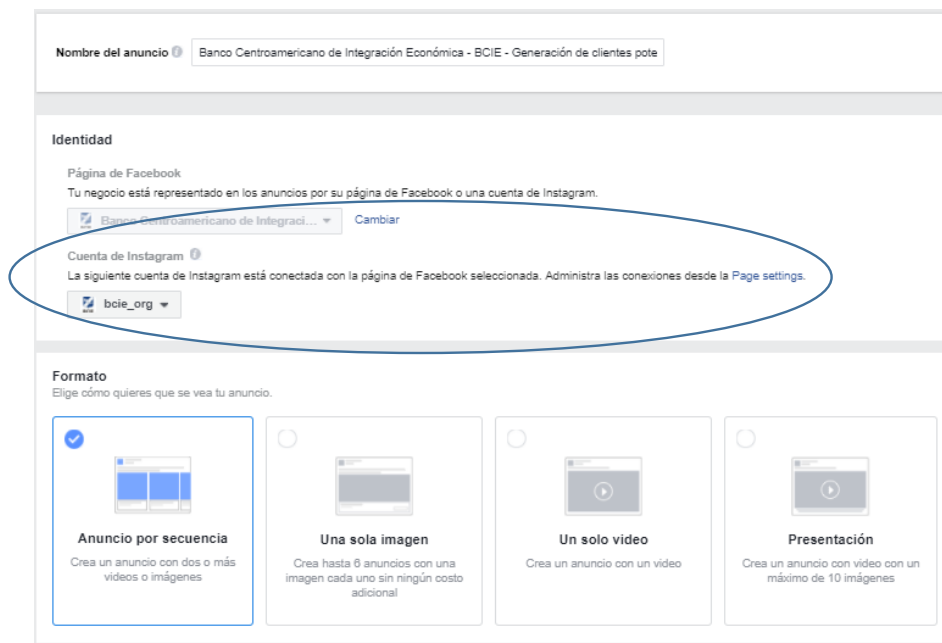 Nombre del anuncio
Banco Centroamericano de Integración Económica - BCIE - Generación de clientes pote
Identidad
Página de Facebook
Tu negocio está representado en los anuncios por su página de Facebook o una cuenta de Instagram.
Banco Centroamericano de Integraci...
Cambiar
Cuenta de Instagram
La siguiente cuenta de Instagram está conectada con la página de Facebook seleccionada. Administra las conexiones desde la Page settings.
bcie_org
Formato
Elige cómo quieres que se vea tu anuncio.
Anuncio por secuencia
Crea un anuncio con dos o más
videos o imágenes
Una sola imagen
Crea hasta 6 anuncios con una
imagen cada uno sin ningún costo
adicional
Un solo video
Crea un anuncio con un video
Presentación
Crea un anuncio con video con un
máximo de 10 imágenes